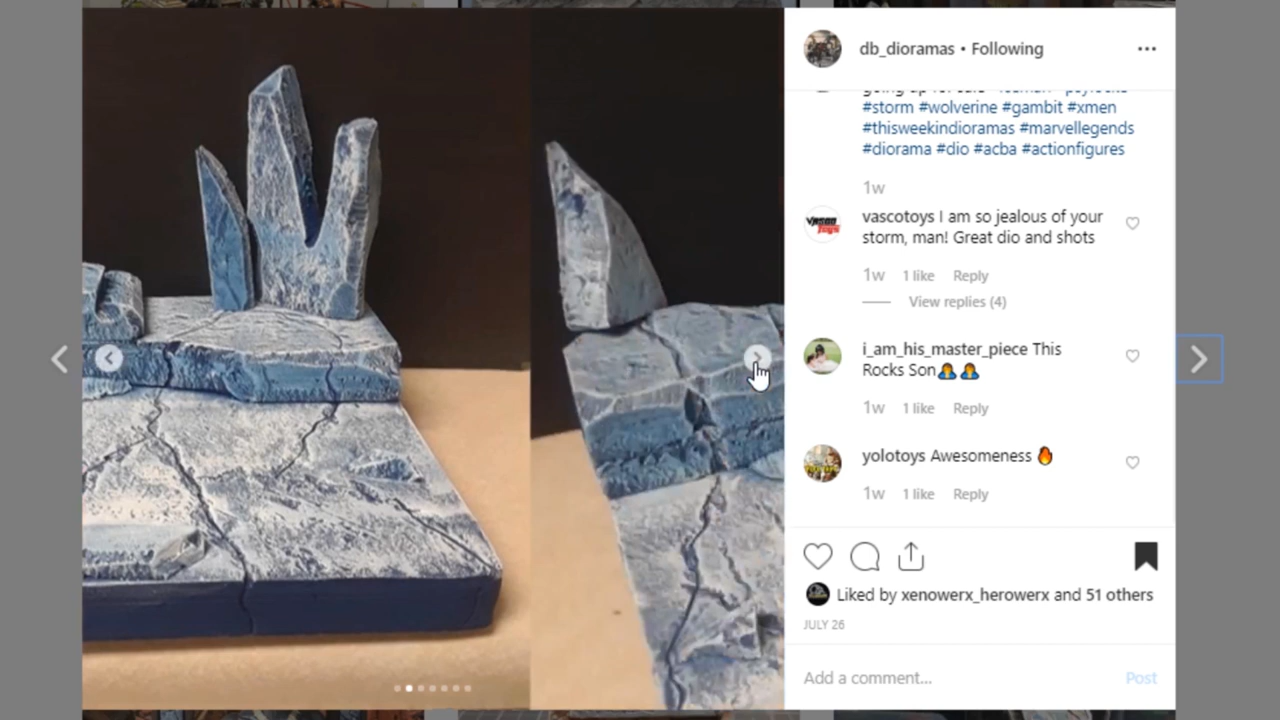 db_dioramas • Following
#storm #wolverine #gambit #xmen
#thisweekindioramas #marvellegends
#diorama #dio #acba #actionfigures
1w
vascotoys I am so jealous of your
storm, man! Great dio and shots
1w 1 like Reply
View replies (4)
i_am_his_master_piece This
Rocks Son
1w 1 like Reply
yolotoys Awesomeness 🔥
1w 1 like Reply
Liked by xenowerx_herowerx and 51 others
JULY 26
Add a comment... Post